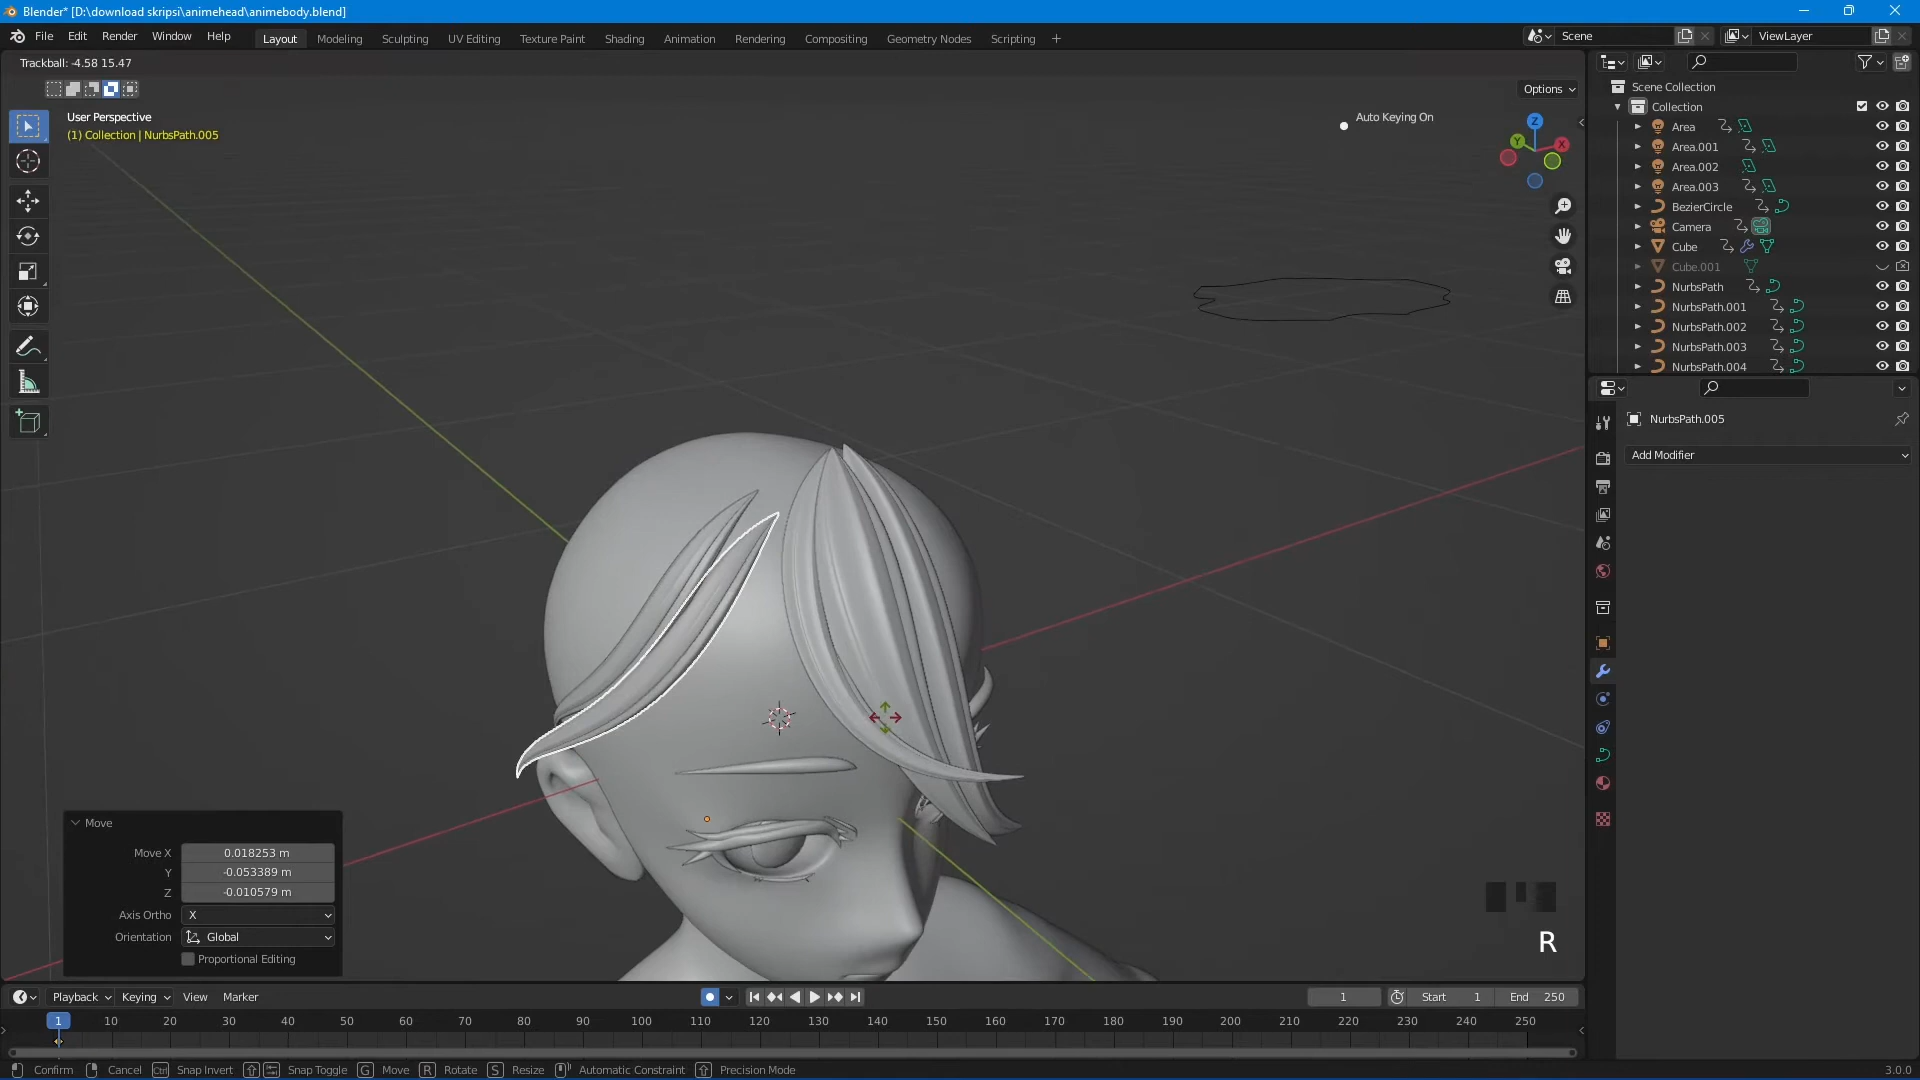 Blender* [D:\download skripsi\animehead\animebody.blend]
File Edit Render Window Help
Layout Modeling Sculpting UV Editing Texture Paint Shading Animation Rendering Compositing Geometry Nodes Scripting
Scene ViewLayer
Trackball: -4.58 15.47
Options
User Perspective
(1) Collection | NurbsPath.005
Auto Keying On
Z
Y
X
Scene Collection
Collection
Area
Area.001
Area.002
Area.003
BezierCircle
Camera
Cube
Cube.001
NurbsPath
NurbsPath.001
NurbsPath.002
NurbsPath.003
NurbsPath.004
NurbsPath.005
Add Modifier
Move
Move X 0.018253 m
Y -0.053389 m
Z -0.010579 m
Axis Ortho X
Orientation Global
Proportional Editing
R
Playback Keying View Marker
1 Start 1 End 250
1 10 20 30 40 50 60 70 80 90 100 110 120 130 140 150 160 170 180 190 200 210 220 230 240 250
Confirm Cancel Ctrl Snap Invert Snap Toggle G Move R Rotate S Resize Automatic Constraint Precision Mode
3.0.0